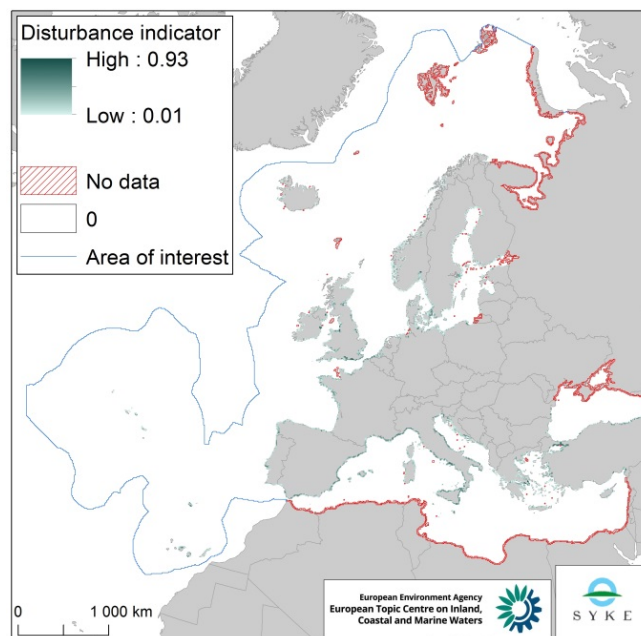 Disturbance indicator
High : 0.93
Low : 0.01
No data
0
Area of interest
0
1 000 km
European Environment Agency
European Topic Centre on Inland,
Coastal and Marine Waters
SYKE